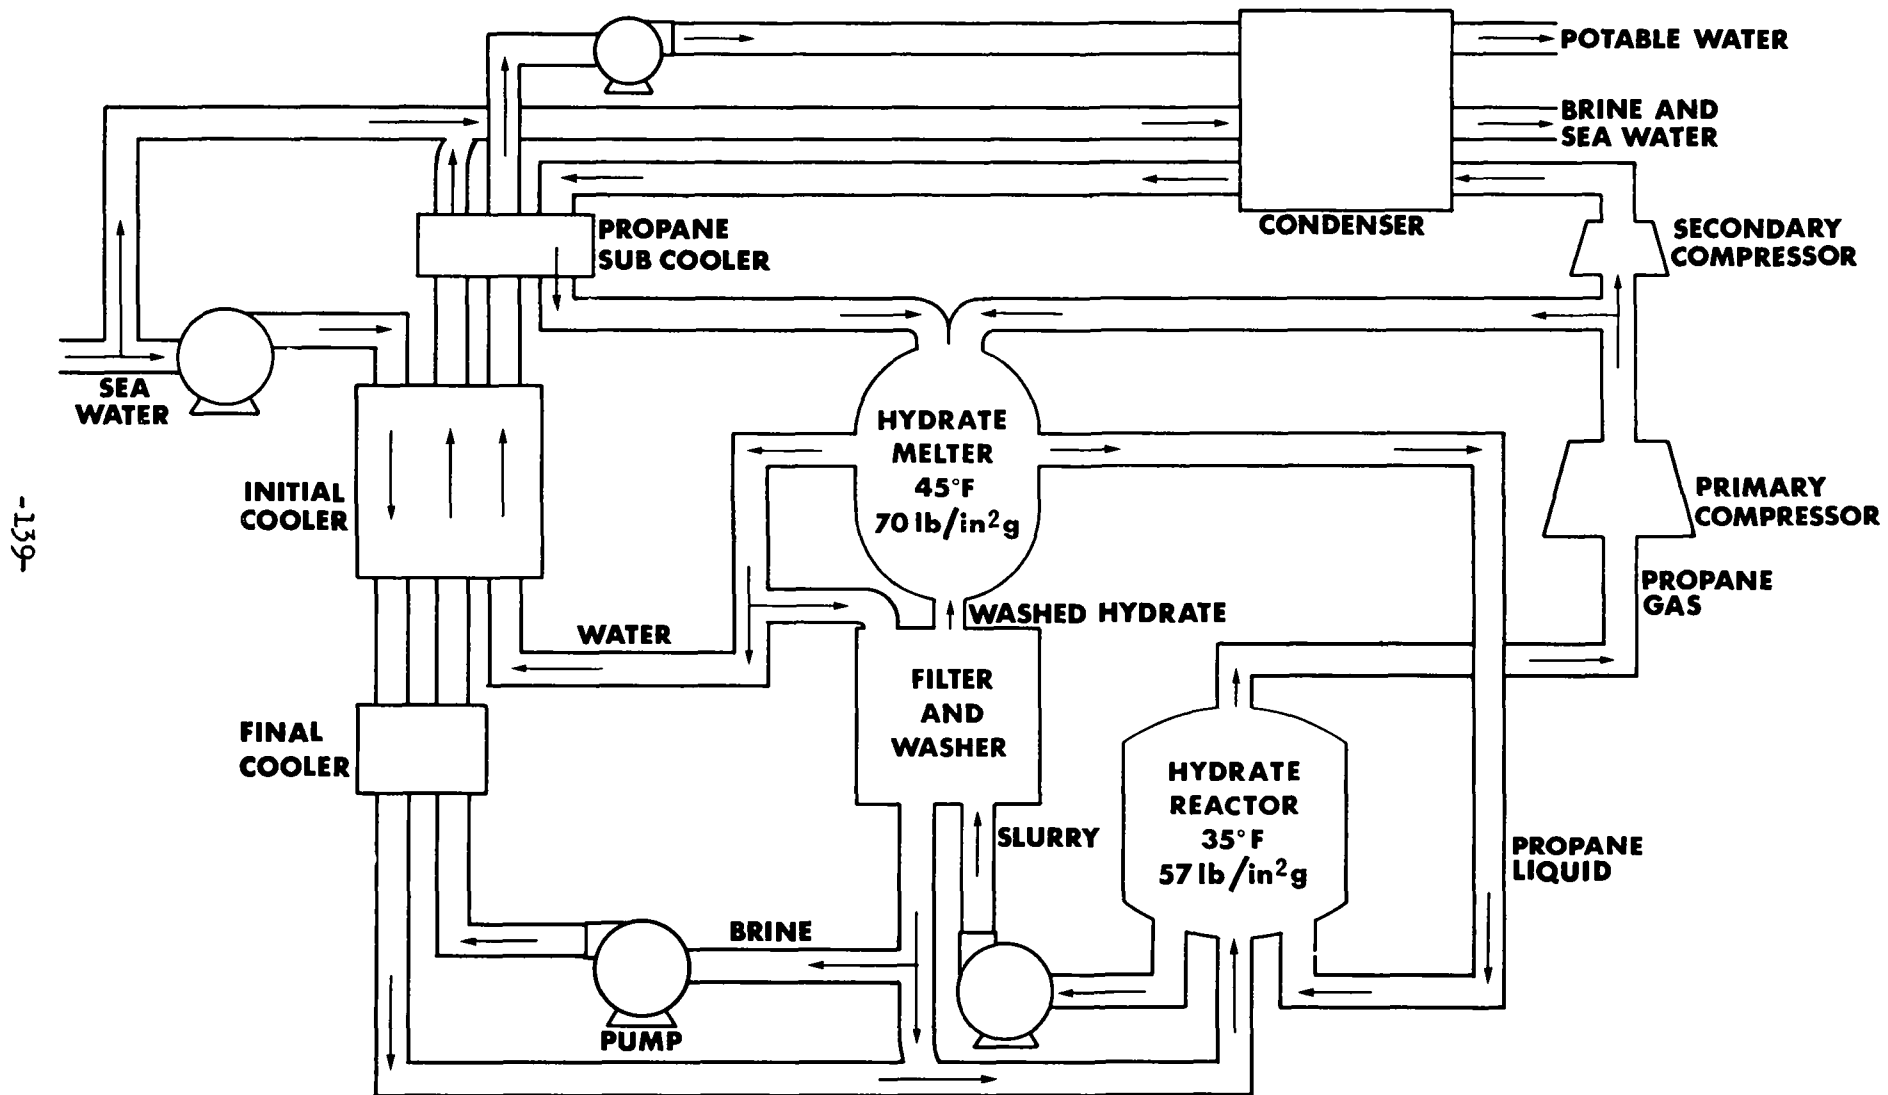 POTABLE WATER
BRINE AND
SEA WATER
CONDENSER
PROPANE
SUB COOLER
SECONDARY
COMPRESSOR
SEA
WATER
HYDRATE
MELTER
45°F
70 lb/in²g
INITIAL
COOLER
PRIMARY
COMPRESSOR
-139-
PROPANE
GAS
WASHED HYDRATE
WATER
FILTER
AND
WASHER
FINAL
COOLER
HYDRATE
REACTOR
35°F
57 lb/in²g
SLURRY
PROPANE
LIQUID
BRINE
PUMP